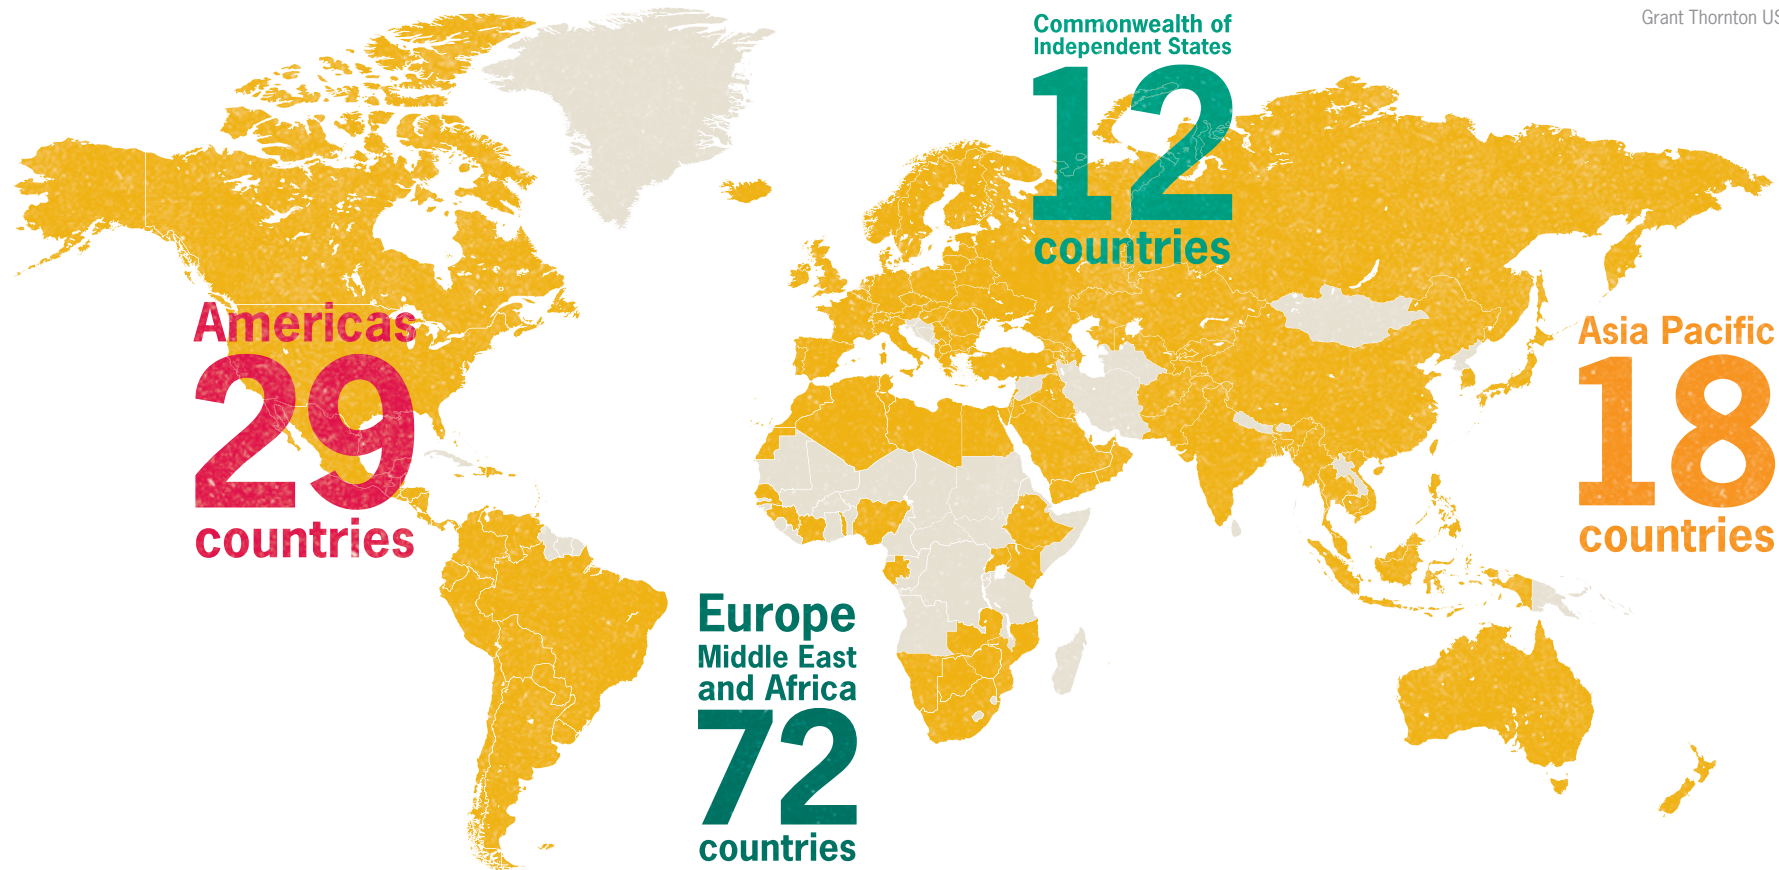 Grant Thornton US
Commonwealth of
Independent States
12
countries
Americas
29
countries
Asia Pacific
18
countries
Europe
Middle East
and Africa
72
countries